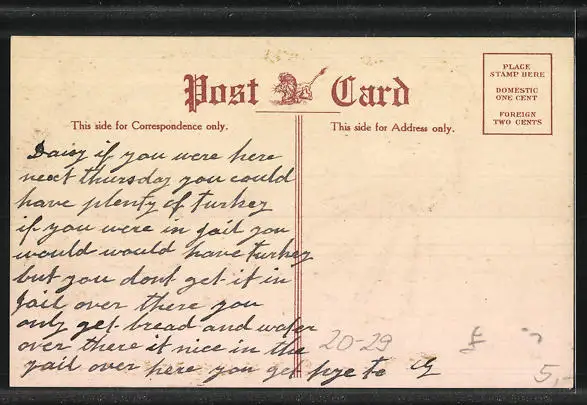 Post Card
This side for Correspondence only.
This side for Address only.
PLACE
STAMP HERE
DOMESTIC
ONE CENT
FOREIGN
TWO CENTS
Daisy if you were here
next thursday you could
have plenty of turkey
if you were in jail you
would would have turkey
but you dont get it in
jail over there you
only get bread and water
over there it nice in the
jail over here you get pye to
20-29
£
5,-